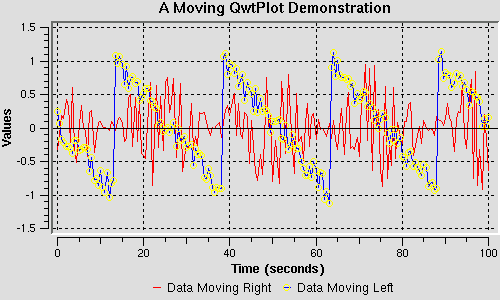 A Moving QwtPlot Demonstration
1.5
1
0.5
0
-0.5
-1
-1.5
Values
0 20 40 60 80 100
Time (seconds)
Data Moving Right Data Moving Left